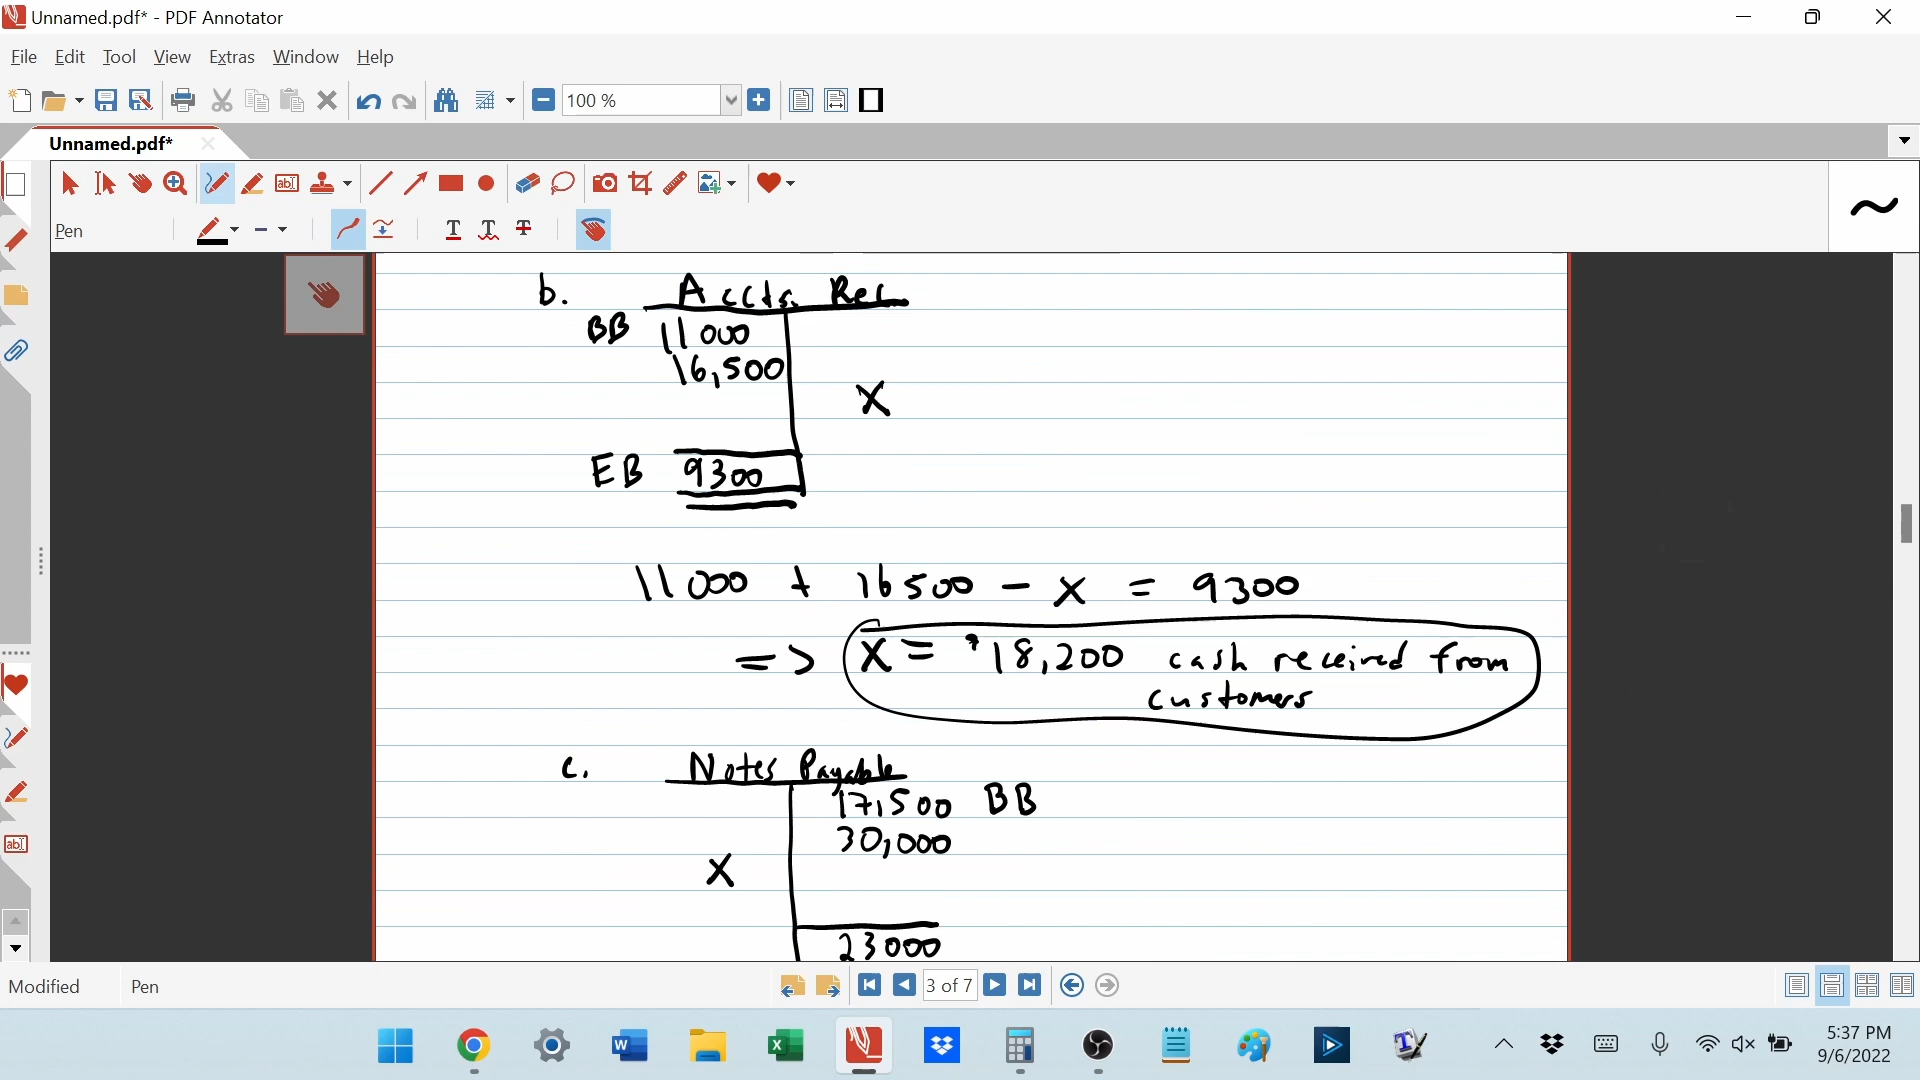 Unnamed.pdf* - PDF Annotator
File Edit Tool View Extras Window Help
100 %
Unnamed.pdf*
Pen
b. Accts. Rec
BB 11000
16,500
X
EB 9300
11000 + 16500 - X = 9300
=> X = 18,200 cash received from
customers
c. Notes Payable
17,500 BB
30,000
X
23000
Modified Pen 3 of 7
5:37 PM
9/6/2022